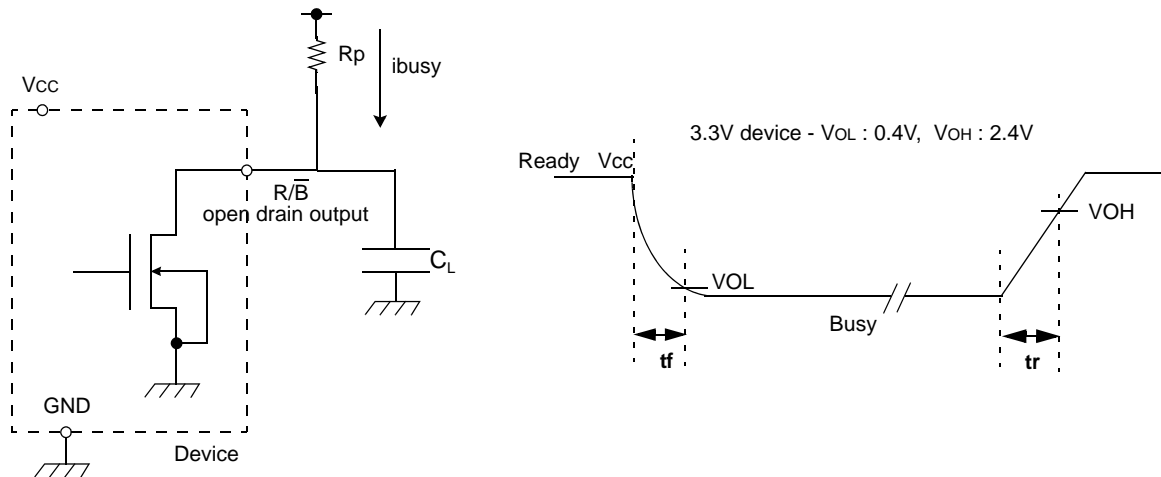 Rp
ibusy
Vcc
R/B̅
open drain output
CL
GND
Device
3.3V device - VOL : 0.4V, VOH : 2.4V
Ready Vcc
VOH
VOL
Busy
tf
tr